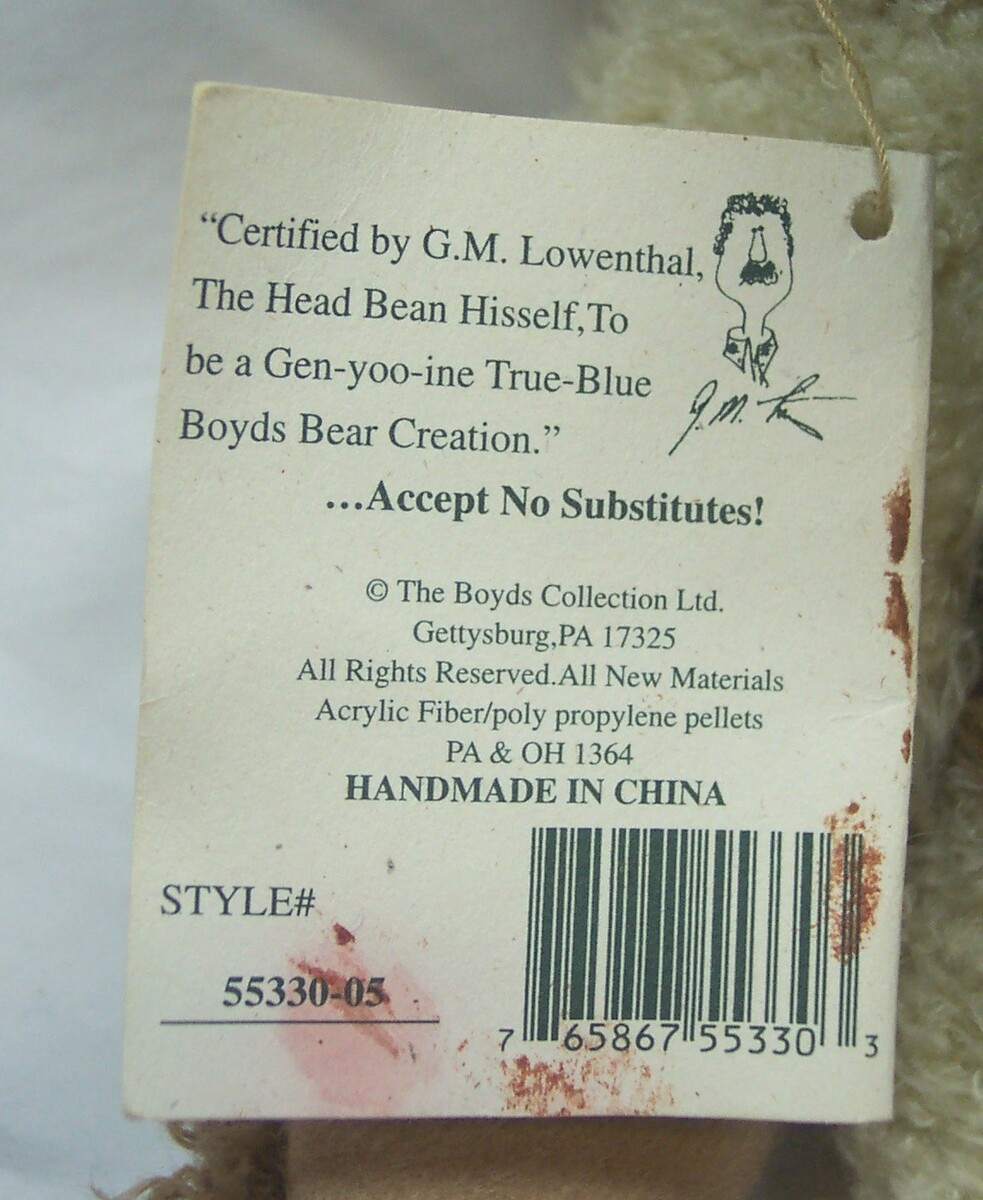 “Certified by G.M. Lowenthal,
The Head Bean Hisself,To
be a Gen-yoo-ine True-Blue
Boyds Bear Creation.”
...Accept No Substitutes!
© The Boyds Collection Ltd.
Gettysburg,PA 17325
All Rights Reserved.All New Materials
Acrylic Fiber/poly propylene pellets
PA & OH 1364
HANDMADE IN CHINA
STYLE#
55330-05
7 65867 55330 3